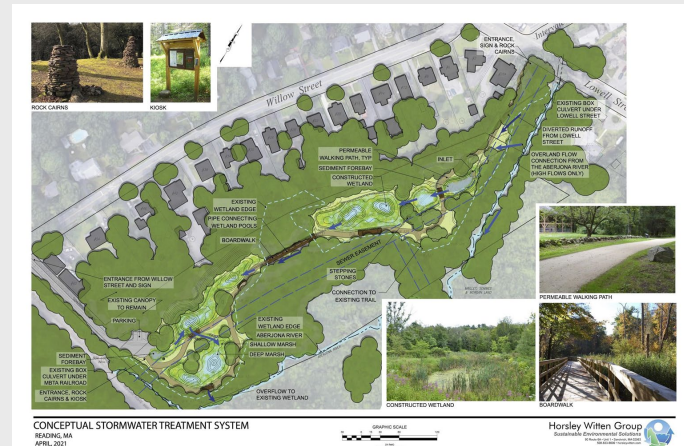 ROCK CAIRNS
KIOSK
Willow Street
Lowell
ENTRANCE,
SIGN & ROCK
CAIRNS
EXISTING BOX
CULVERT UNDER
LOWELL STREET
DIVERTED RUNOFF
FROM LOWELL
STREET
OVERLAND FLOW
CONNECTION FROM
THE ABERJONA RIVER
(HIGH FLOWS ONLY)
INLET
PERMEABLE
WALKING PATH, TYP
SEDIMENT FOREBAY
CONSTRUCTED
WETLAND
EXISTING
WETLAND EDGE
PIPE CONNECTING
WETLAND POOLS
BOARDWALK
SEWER EASEMENT
STEPPING
STONES
CONNECTION TO
EXISTING TRAIL
ENTRANCE FROM WILLOW
STREET AND SIGN
EXISTING CANOPY
TO REMAIN
PARKING
EXISTING
WETLAND EDGE
ABERJONA RIVER
SHALLOW MARSH
DEEP MARSH
SEDIMENT
FOREBAY
EXISTING BOX
CULVERT UNDER
MBTA RAILROAD
ENTRANCE, ROCK
CAIRNS & KIOSK
OVERFLOW TO
EXISTING WETLAND
PERMEABLE WALKING PATH
CONSTRUCTED WETLAND
BOARDWALK
CONCEPTUAL STORMWATER TREATMENT SYSTEM
READING, MA
APRIL, 2021
GRAPHIC SCALE
Horsley Witten Group
Sustainable Environmental Solutions